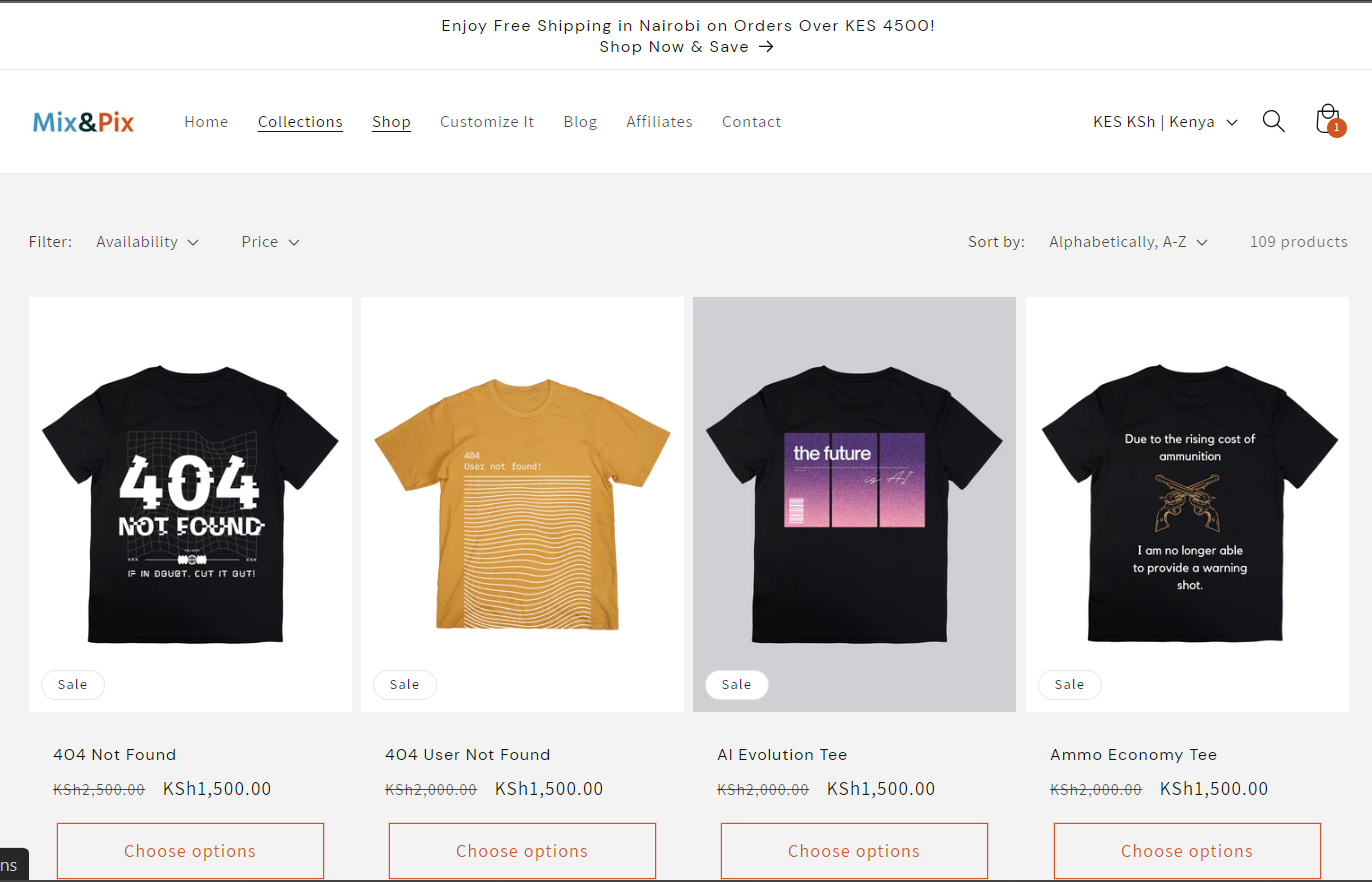 Enjoy Free Shipping in Nairobi on Orders Over KES 4500!
Shop Now & Save →
Mix&Pix
Home Collections Shop Customize It Blog Affiliates Contact
KES KSh | Kenya
1
Filter: Availability Price
Sort by: Alphabetically, A-Z 109 products
404
NOT FOUND
IF IN DOUBT, CUT IT OUT!
Sale
404
User not found!
Sale
the future
is AI
Sale
Due to the rising cost of
ammunition
I am no longer able
to provide a warning
shot.
Sale
404 Not Found
KSh2,500.00 KSh1,500.00
Choose options
404 User Not Found
KSh2,000.00 KSh1,500.00
Choose options
AI Evolution Tee
KSh2,000.00 KSh1,500.00
Choose options
Ammo Economy Tee
KSh2,000.00 KSh1,500.00
Choose options
ns